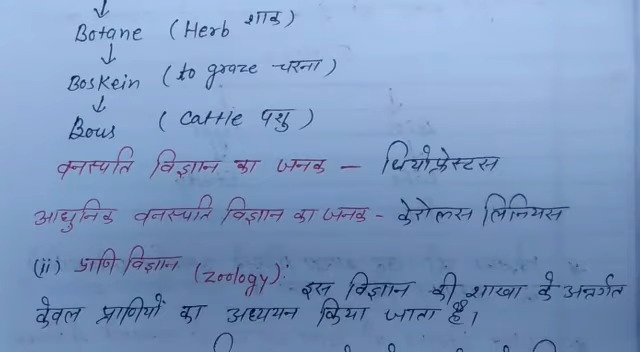 ↓
Botane (Herb शाक)
↓
Boskein (to graze चरना)
↓
Bous (Cattle पशु)
वनस्पति विज्ञान का जनक – थियोफ्रेस्टस
आधुनिक वनस्पति विज्ञान का जनक - केरोलस लिनियस
(ii) प्राणि विज्ञान (Zoology): इस विज्ञान की शाखा के अन्तर्गत
केवल प्राणियों का अध्ययन किया जाता है।